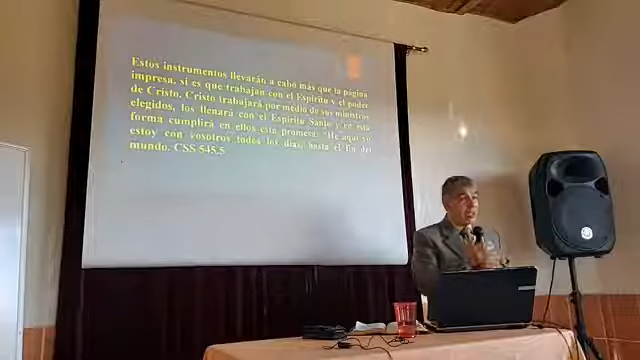 Estos instrumentos llevarán a cabo más que la página
impresa, si es que trabajan con el Espíritu y el poder
de Cristo. Cristo trabajará por medio de sus ministros
elegidos, los llenará con el Espíritu Santo y en esta
forma cumplirá en ellos esta promesa: "He aquí yo
estoy con vosotros todos los días, hasta el fin del
mundo. CSS 545.5